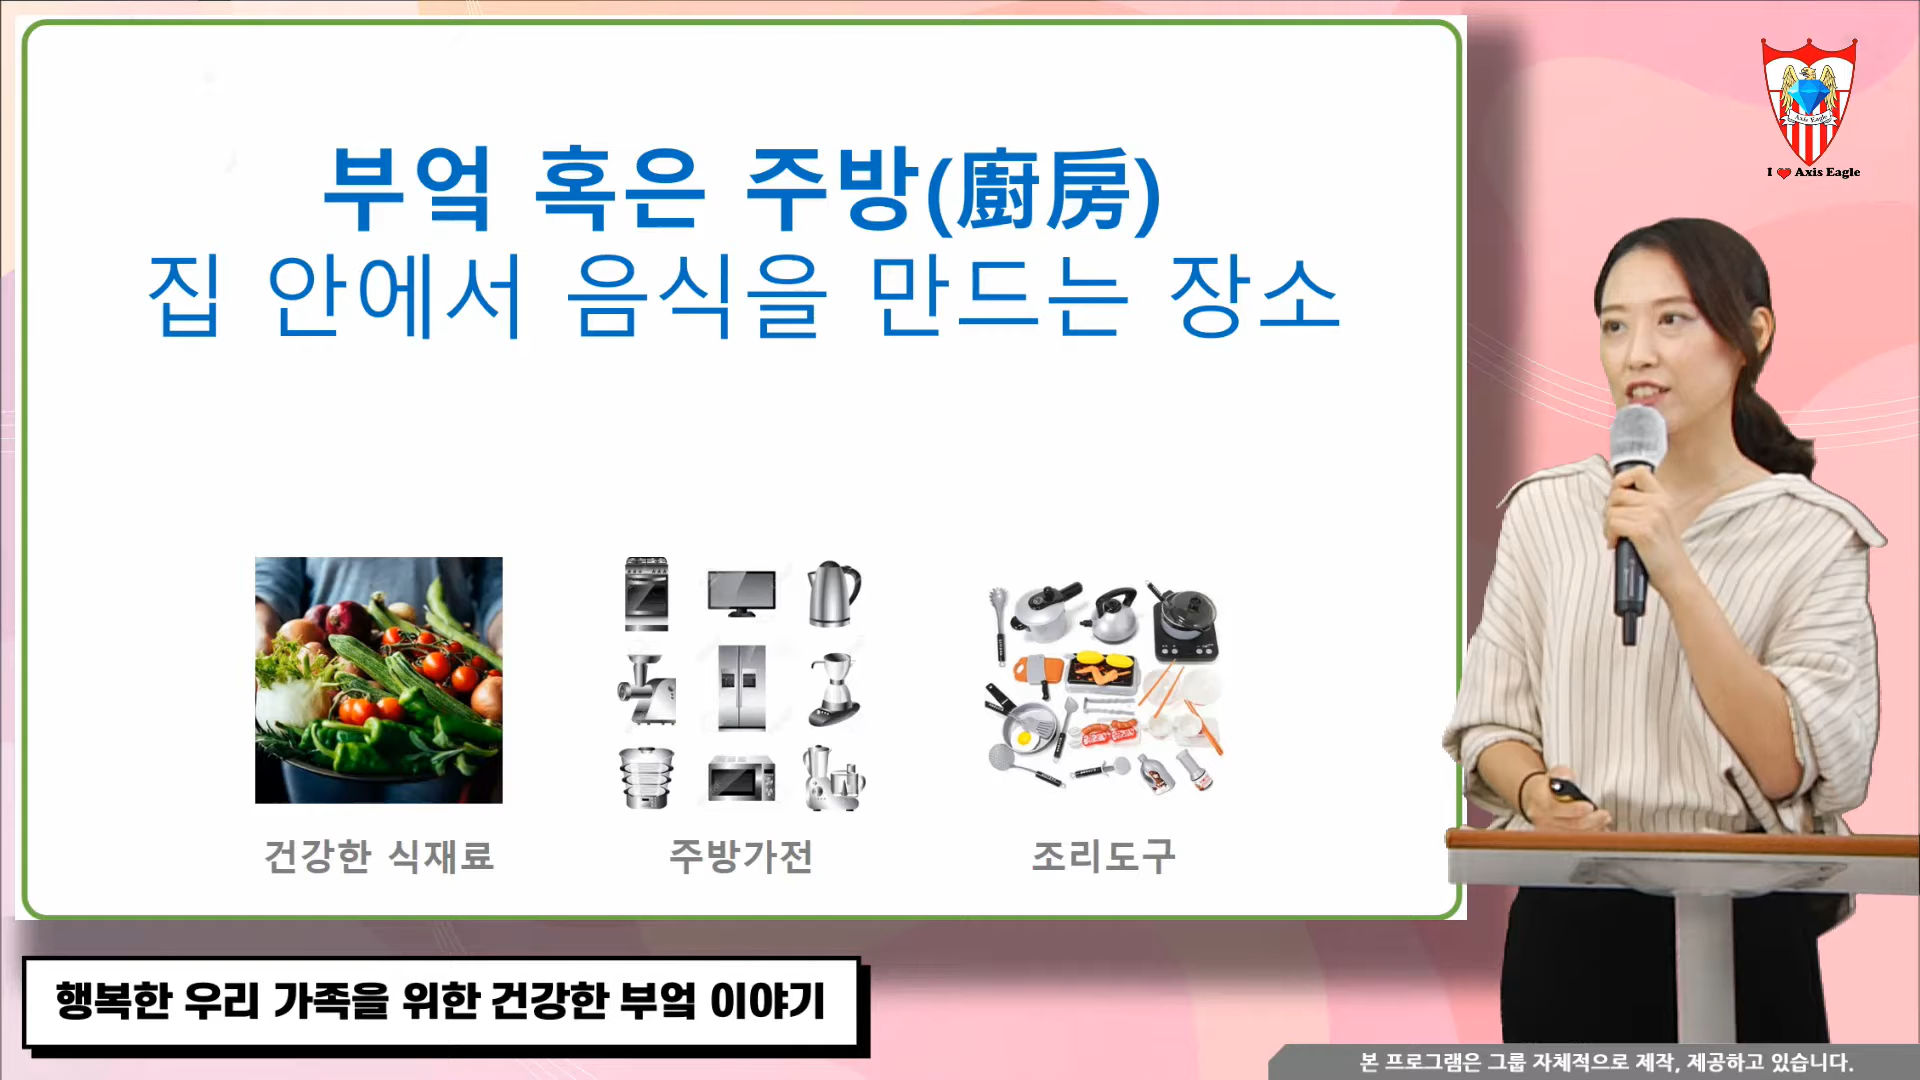 부엌 혹은 주방(廚房)
집 안에서 음식을 만드는 장소
건강한 식재료
주방가전
조리도구
행복한 우리 가족을 위한 건강한 부엌 이야기
Axis Eagle
I ❤ Axis Eagle
본 프로그램은 그룹 자체적으로 제작, 제공하고 있습니다.